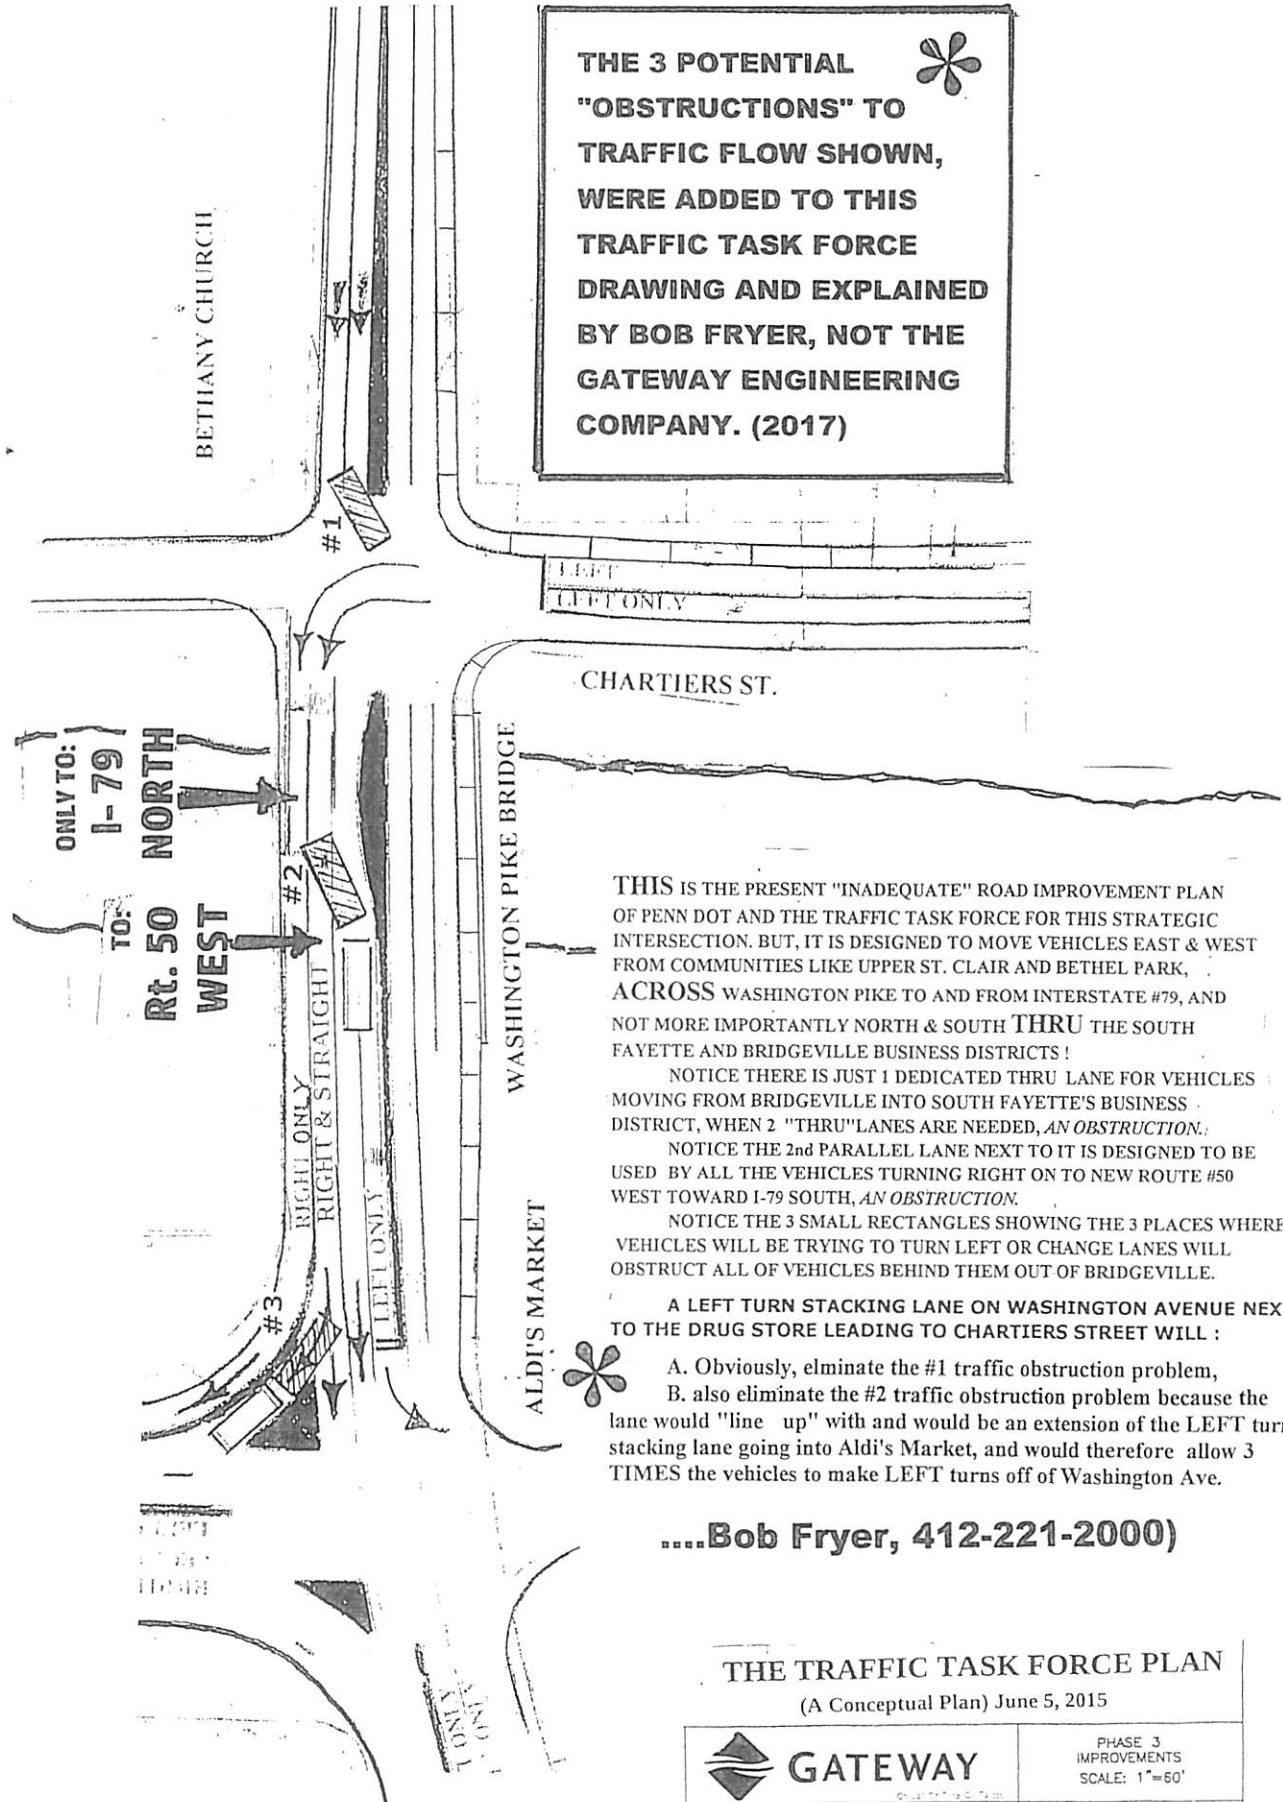 THE 3 POTENTIAL
"OBSTRUCTIONS" TO
TRAFFIC FLOW SHOWN,
WERE ADDED TO THIS
TRAFFIC TASK FORCE
DRAWING AND EXPLAINED
BY BOB FRYER, NOT THE
GATEWAY ENGINEERING
COMPANY. (2017)
BETHANY CHURCH
#1
LEFT
LEFT ONLY
CHARTIERS ST.
ONLY TO:
I-79
NORTH
TO:
Rt. 50
WEST
#2
WASHINGTON PIKE BRIDGE
RIGHT ONLY
RIGHT & STRAIGHT
LEFT ONLY
#3
ALDI'S MARKET
THIS IS THE PRESENT "INADEQUATE" ROAD IMPROVEMENT PLAN
OF PENN DOT AND THE TRAFFIC TASK FORCE FOR THIS STRATEGIC
INTERSECTION. BUT, IT IS DESIGNED TO MOVE VEHICLES EAST & WEST
FROM COMMUNITIES LIKE UPPER ST. CLAIR AND BETHEL PARK,
ACROSS WASHINGTON PIKE TO AND FROM INTERSTATE #79, AND
NOT MORE IMPORTANTLY NORTH & SOUTH THRU THE SOUTH
FAYETTE AND BRIDGEVILLE BUSINESS DISTRICTS !
NOTICE THERE IS JUST 1 DEDICATED THRU LANE FOR VEHICLES
MOVING FROM BRIDGEVILLE INTO SOUTH FAYETTE'S BUSINESS
DISTRICT, WHEN 2 "THRU"LANES ARE NEEDED, AN OBSTRUCTION.
NOTICE THE 2nd PARALLEL LANE NEXT TO IT IS DESIGNED TO BE
USED BY ALL THE VEHICLES TURNING RIGHT ON TO NEW ROUTE #50
WEST TOWARD I-79 SOUTH, AN OBSTRUCTION.
NOTICE THE 3 SMALL RECTANGLES SHOWING THE 3 PLACES WHERE
VEHICLES WILL BE TRYING TO TURN LEFT OR CHANGE LANES WILL
OBSTRUCT ALL OF VEHICLES BEHIND THEM OUT OF BRIDGEVILLE.
A LEFT TURN STACKING LANE ON WASHINGTON AVENUE NEX
TO THE DRUG STORE LEADING TO CHARTIERS STREET WILL :
A. Obviously, elminate the #1 traffic obstruction problem,
B. also eliminate the #2 traffic obstruction problem because the
lane would "line up" with and would be an extension of the LEFT turn
stacking lane going into Aldi's Market, and would therefore allow 3
TIMES the vehicles to make LEFT turns off of Washington Ave.
....Bob Fryer, 412-221-2000)
THE TRAFFIC TASK FORCE PLAN
(A Conceptual Plan) June 5, 2015
GATEWAY
PHASE 3
IMPROVEMENTS
SCALE: 1"=60'